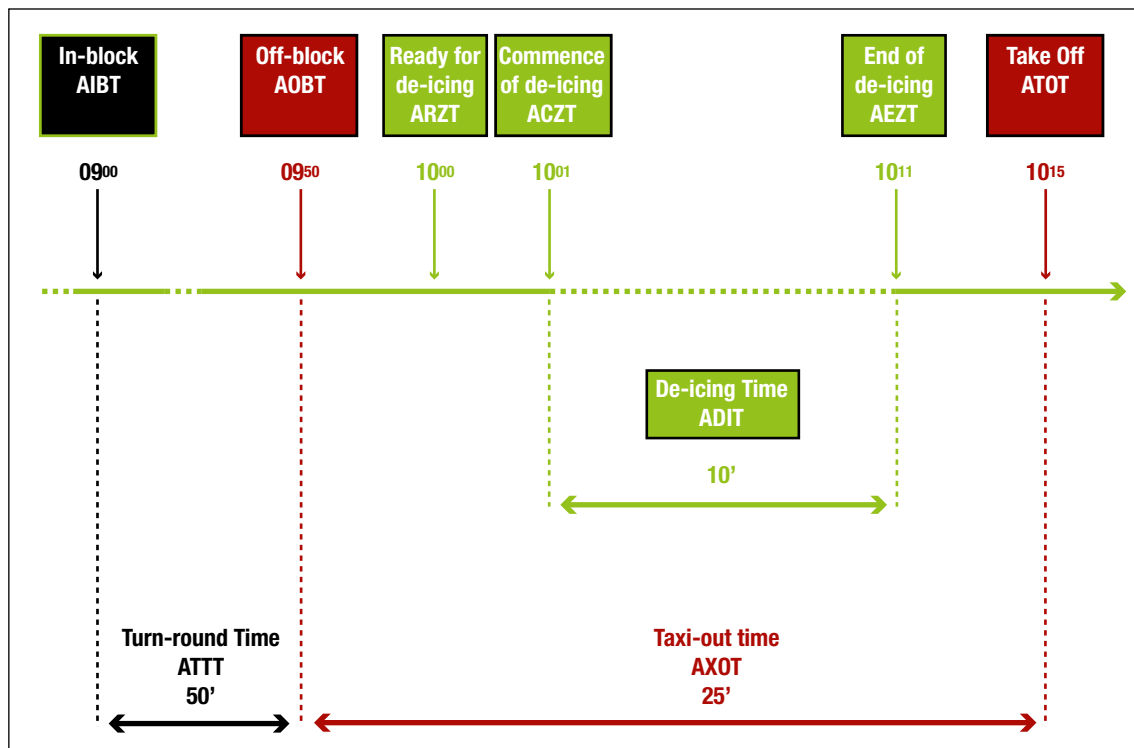 In-block
AIBT
Off-block
AOBT
Ready for
de-icing
ARZT
Commence
of de-icing
ACZT
End of
de-icing
AEZT
Take Off
ATOT
0900
0950
1000
1001
1011
1015
De-icing Time
ADIT
10’
Turn-round Time
ATTT
50’
Taxi-out time
AXOT
25’